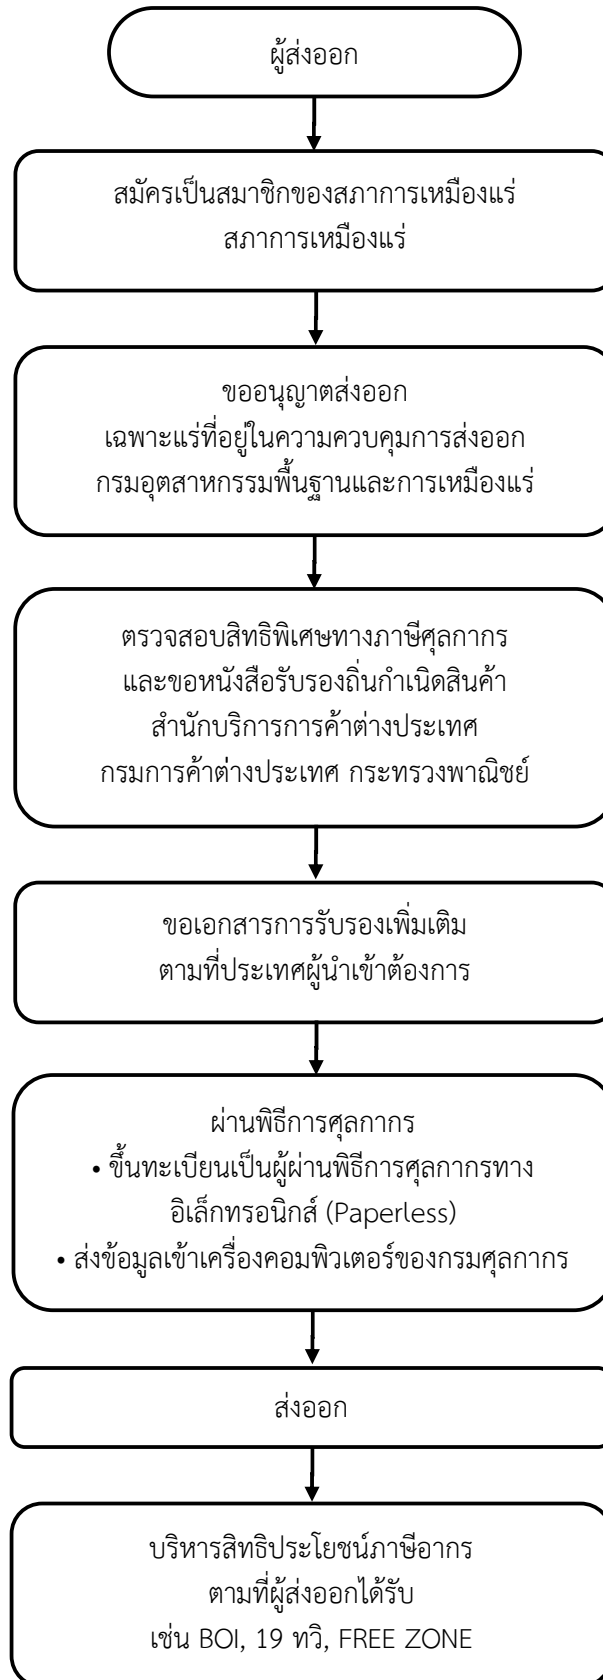 ผู้ส่งออก
สมัครเป็นสมาชิกของสภาการเหมืองแร่
สภาการเหมืองแร่
ขออนุญาตส่งออก
เฉพาะแร่ที่อยู่ในความควบคุมการส่งออก
กรมอุตสาหกรรมพื้นฐานและการเหมืองแร่
ตรวจสอบสิทธิพิเศษทางภาษีศุลกากร
และขอหนังสือรับรองถิ่นกำเนิดสินค้า
สำนักบริการการค้าต่างประเทศ
กรมการค้าต่างประเทศ กระทรวงพาณิชย์
ขอเอกสารการรับรองเพิ่มเติม
ตามที่ประเทศผู้นำเข้าต้องการ
ผ่านพิธีการศุลกากร
• ขึ้นทะเบียนเป็นผู้ผ่านพิธีการศุลกากรทาง
อิเล็กทรอนิกส์ (Paperless)
• ส่งข้อมูลเข้าเครื่องคอมพิวเตอร์ของกรมศุลกากร
ส่งออก
บริหารสิทธิประโยชน์ภาษีอากร
ตามที่ผู้ส่งออกได้รับ
เช่น BOI, 19 ทวิ, FREE ZONE